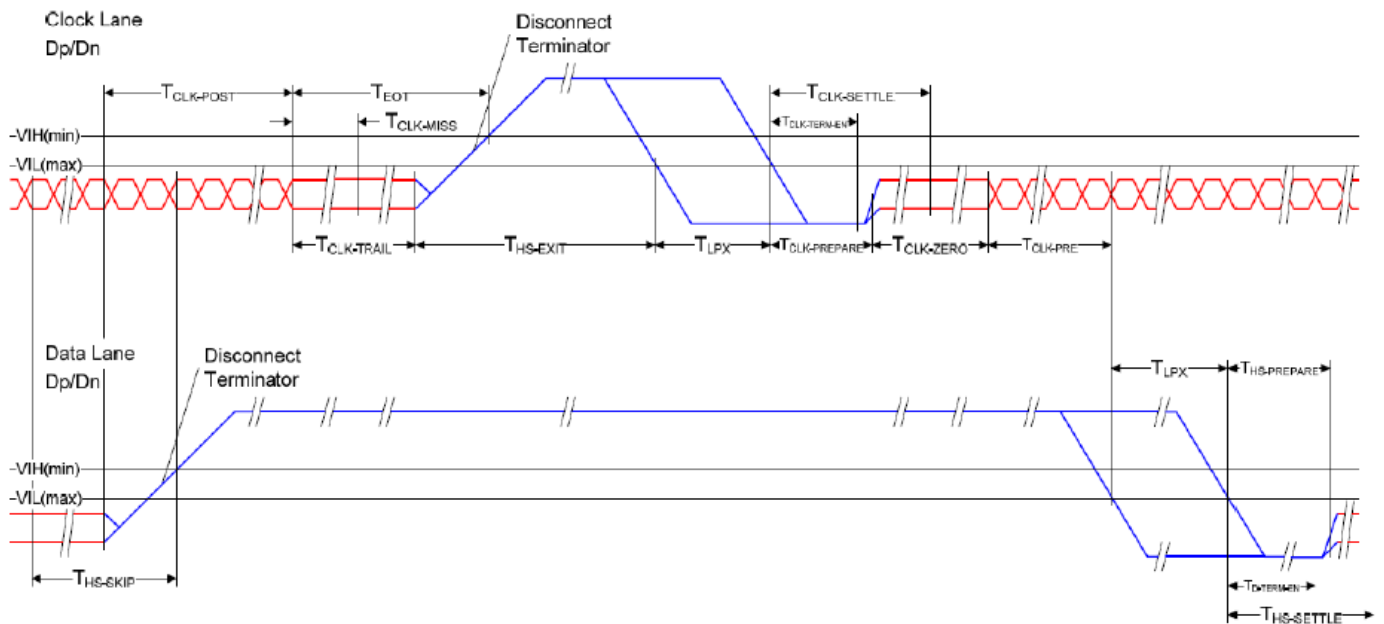 Clock Lane
Dp/Dn
Disconnect
Terminator
TCLK-POST
TEOT
TCLK-SETTLE
TCLK-MISS
TCLK-TERM-EN
VIH(min)
VIL(max)
TCLK-TRAIL
THS-EXIT
TLPX
TCLK-PREPARE
TCLK-ZERO
TCLK-PRE
Data Lane
Dp/Dn
Disconnect
Terminator
TLPX
THS-PREPARE
VIH(min)
VIL(max)
THS-SKIP
TD-TERM-EN
THS-SETTLE